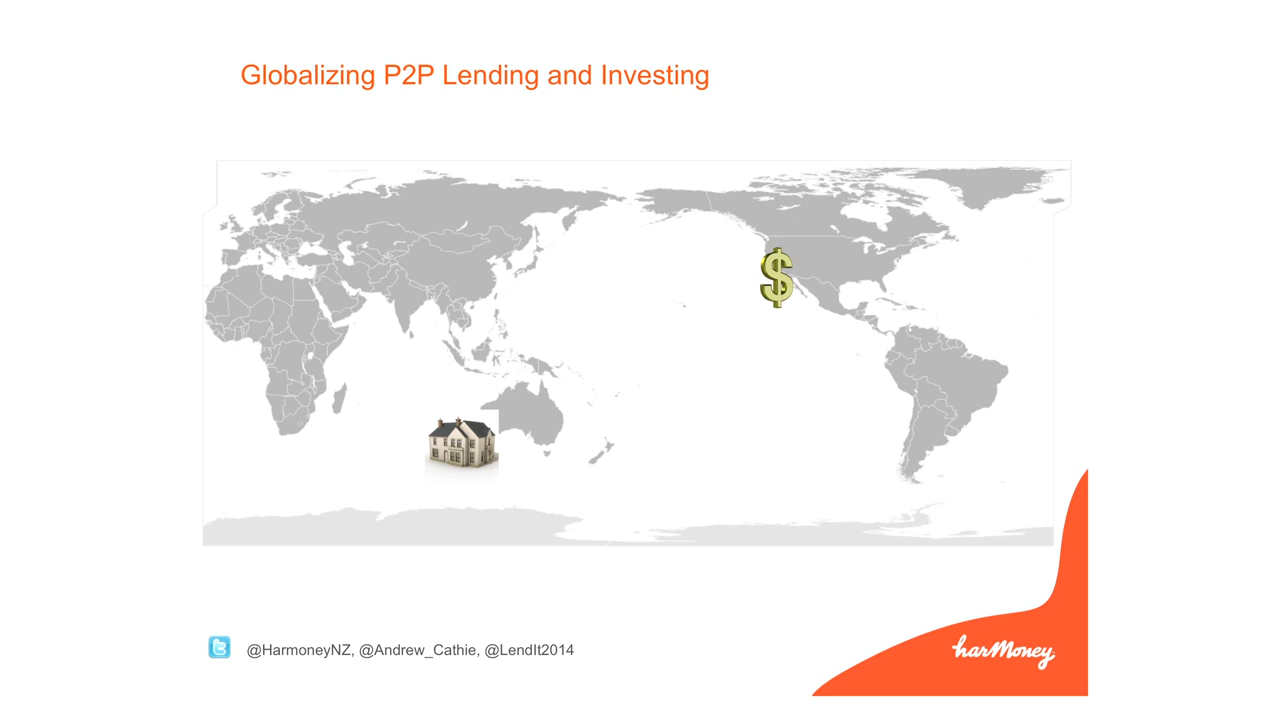 Globalizing P2P Lending and Investing
$
@HarmoneyNZ, @Andrew_Cathie, @LendIt2014
harMoney